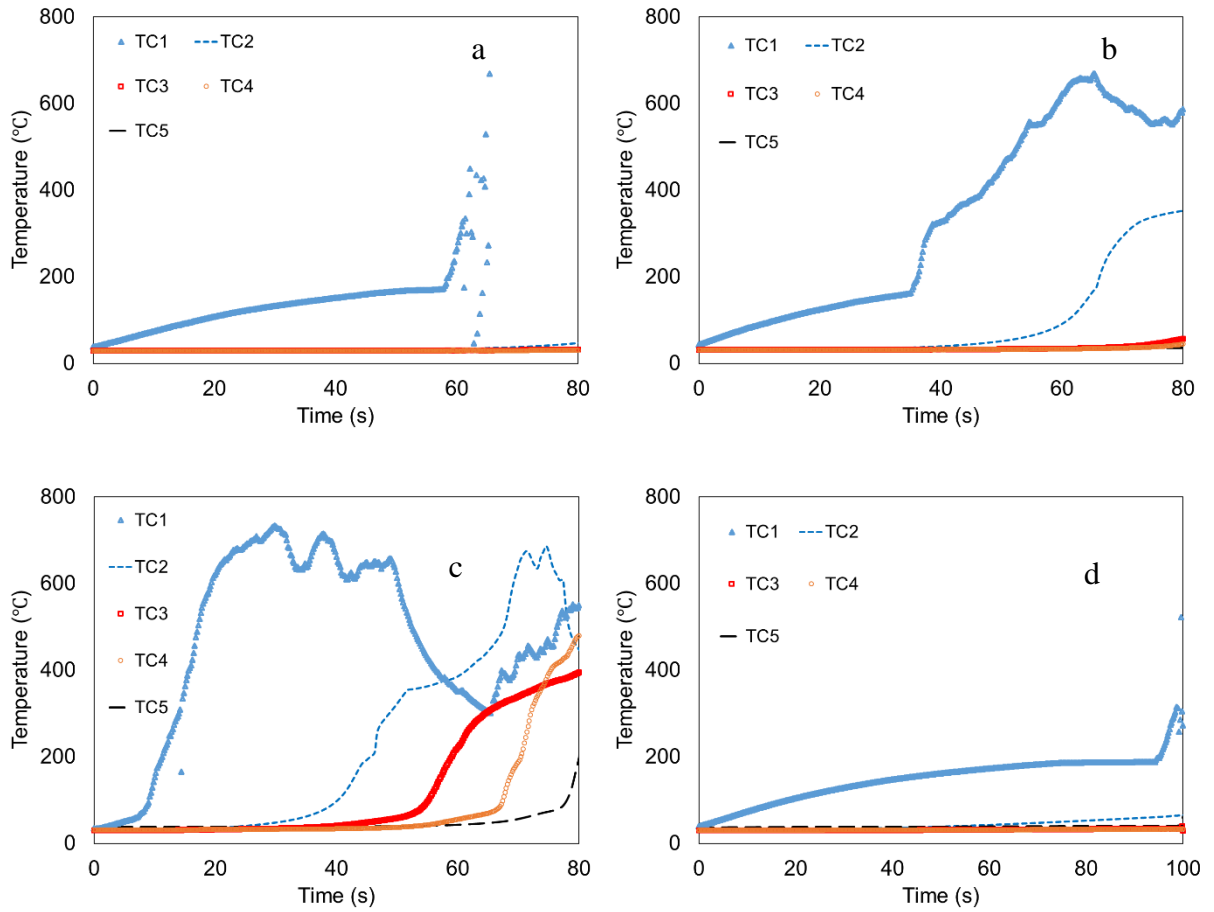 800
600
400
200
0
Temperature (°C)
TC1 TC2
TC3 TC4
TC5
a
0 20 40 60 80
Time (s)
800
600
400
200
0
Temperature (°C)
TC1 TC2
TC3 TC4
TC5
b
0 20 40 60 80
Time (s)
800
600
400
200
0
Temperature (°C)
TC1
TC2
TC3
TC4
TC5
c
0 20 40 60 80
Time (s)
800
600
400
200
0
Temperature (°C)
TC1 TC2
TC3 TC4
TC5
d
0 20 40 60 80 100
Time (s)